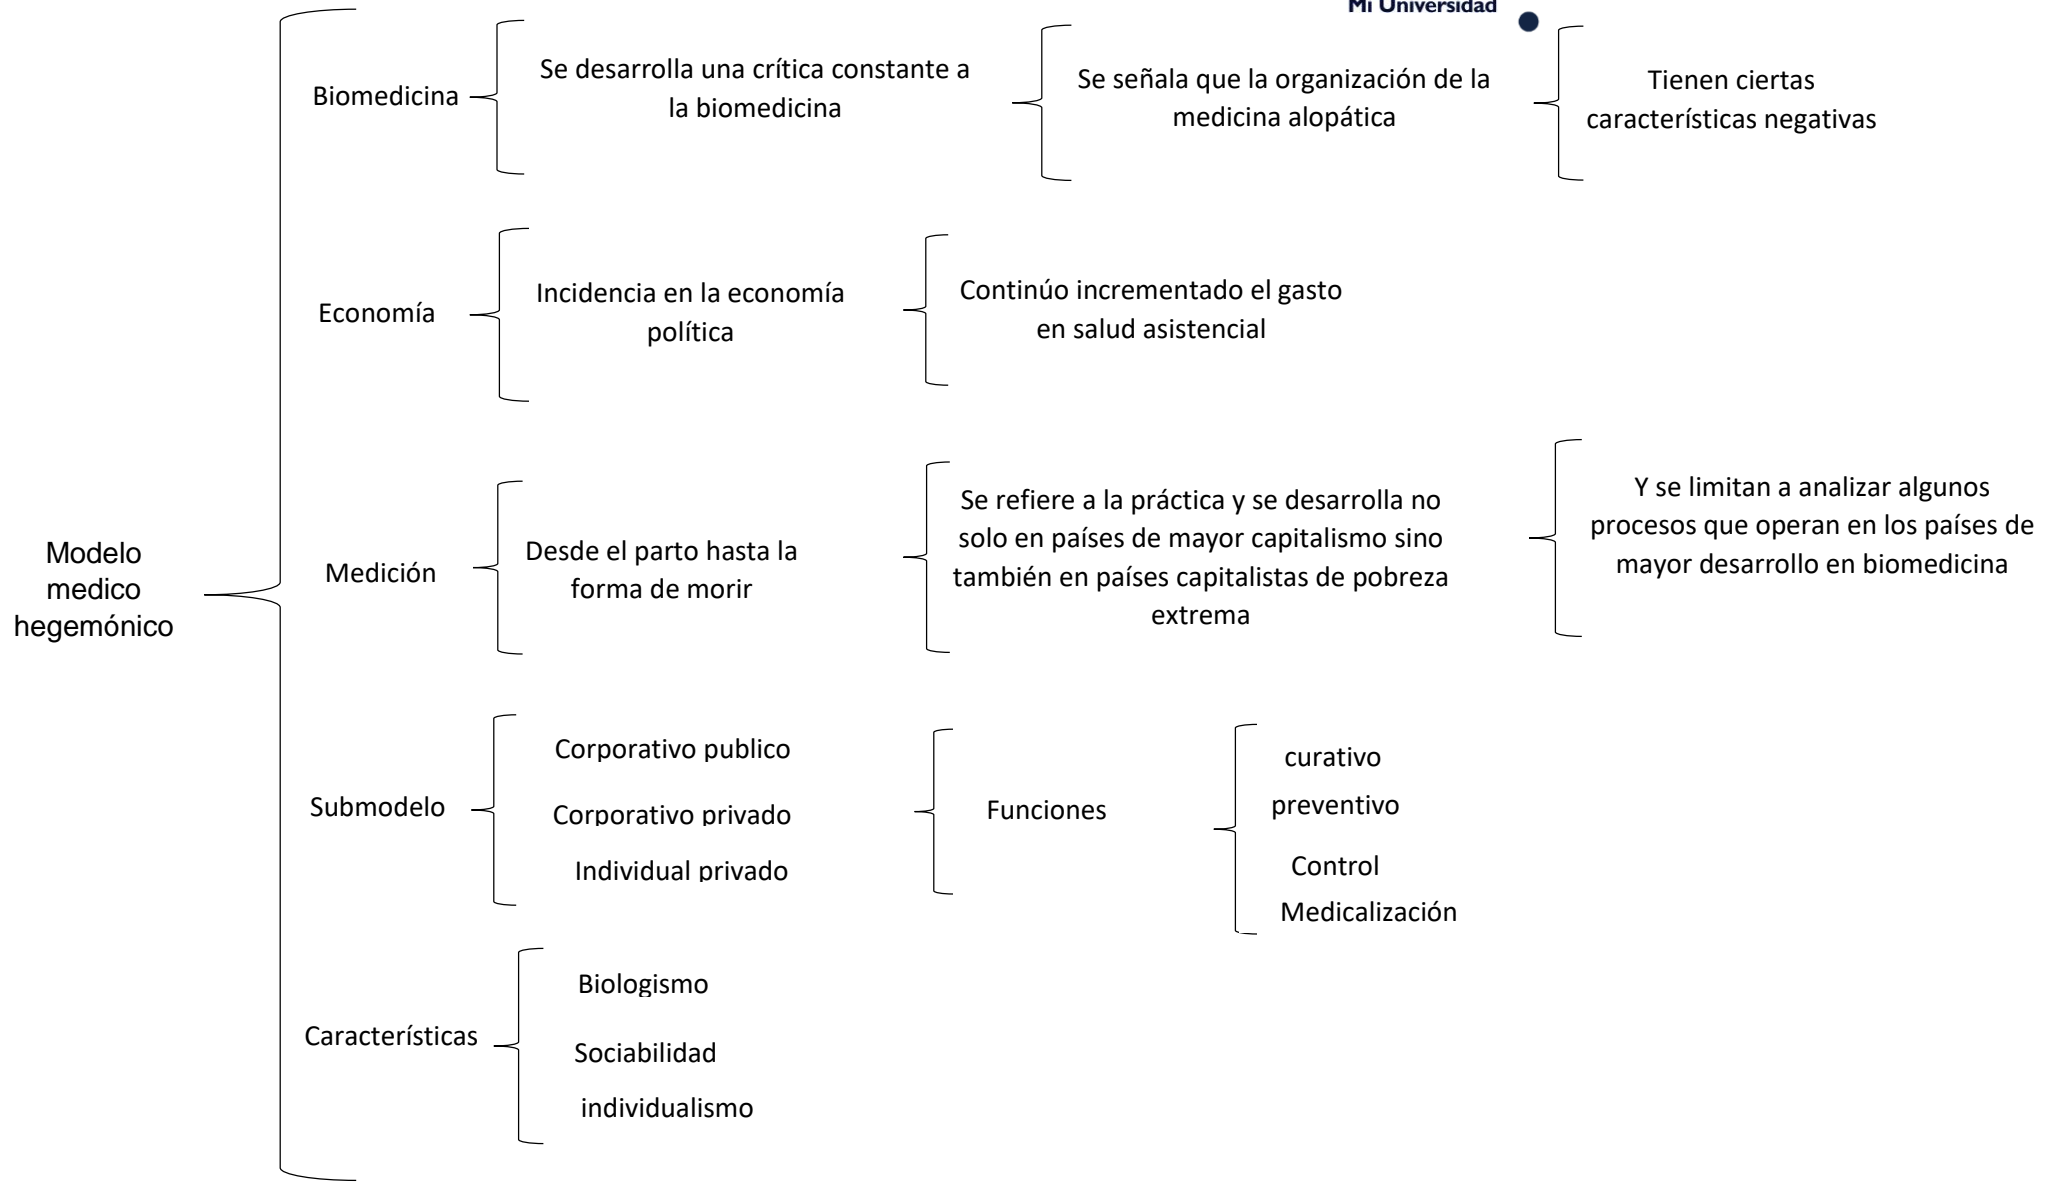 Mi Universidad
Biomedicina
Se desarrolla una crítica constante a
la biomedicina
Se señala que la organización de la
medicina alopática
Tienen ciertas
características negativas
Economía
Incidencia en la economía
política
Continúo incrementado el gasto
en salud asistencial
Modelo
medico
hegemónico
Medición
Desde el parto hasta la
forma de morir
Se refiere a la práctica y se desarrolla no
solo en países de mayor capitalismo sino
también en países capitalistas de pobreza
extrema
Y se limitan a analizar algunos
procesos que operan en los países de
mayor desarrollo en biomedicina
Submodelo
Corporativo publico
Corporativo privado
Individual privado
Funciones
curativo
preventivo
Control
Medicalización
Características
Biologismo
Sociabilidad
individualismo